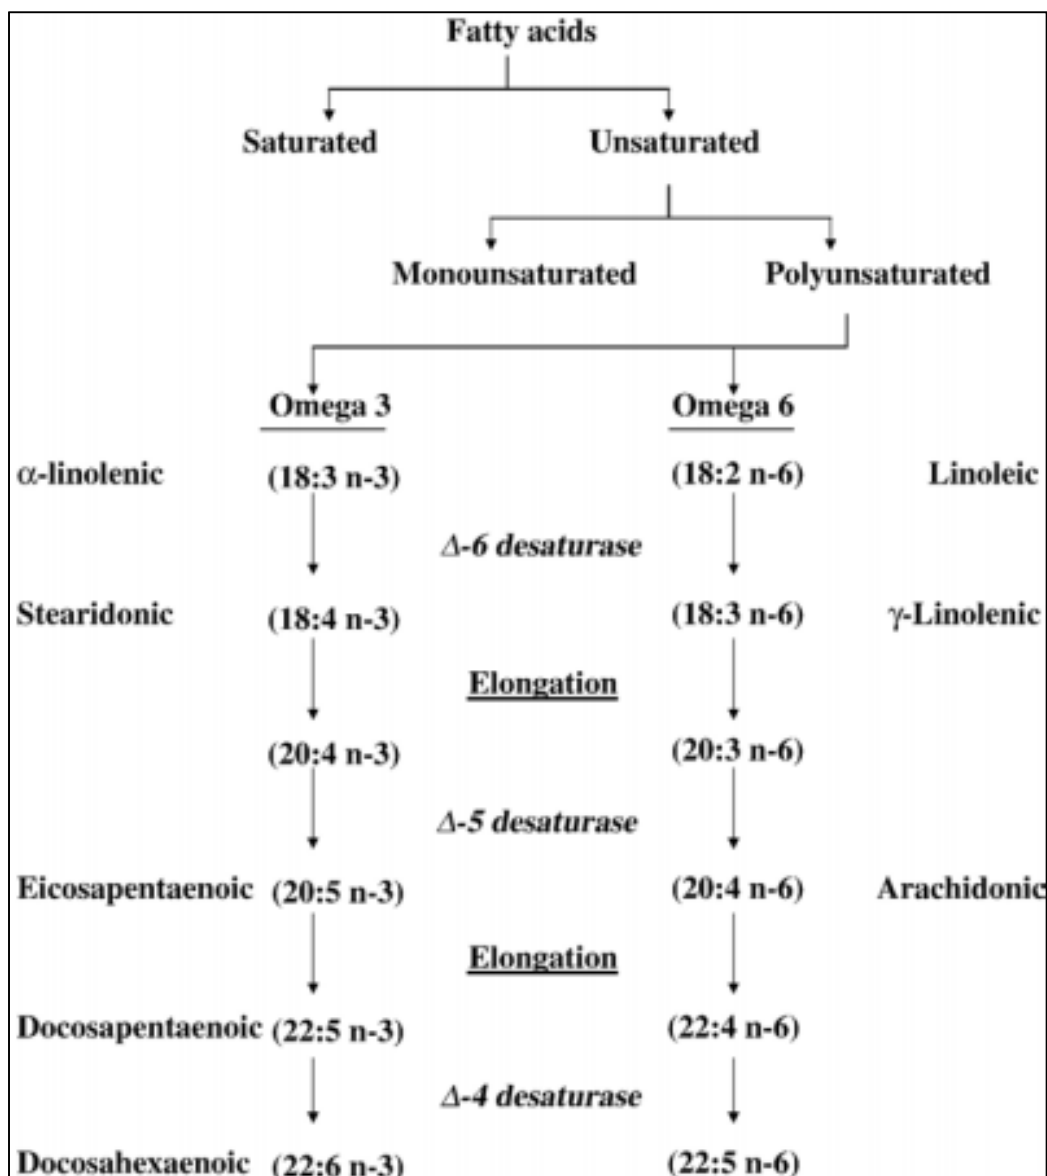 Fatty acids
Saturated Unsaturated
Monounsaturated Polyunsaturated
Omega 3 Omega 6
α-linolenic (18:3 n-3) (18:2 n-6) Linoleic
Δ-6 desaturase
Stearidonic (18:4 n-3) (18:3 n-6) γ-Linolenic
Elongation
(20:4 n-3) (20:3 n-6)
Δ-5 desaturase
Eicosapentaenoic (20:5 n-3) (20:4 n-6) Arachidonic
Elongation
Docosapentaenoic (22:5 n-3) (22:4 n-6)
Δ-4 desaturase
Docosahexaenoic (22:6 n-3) (22:5 n-6)